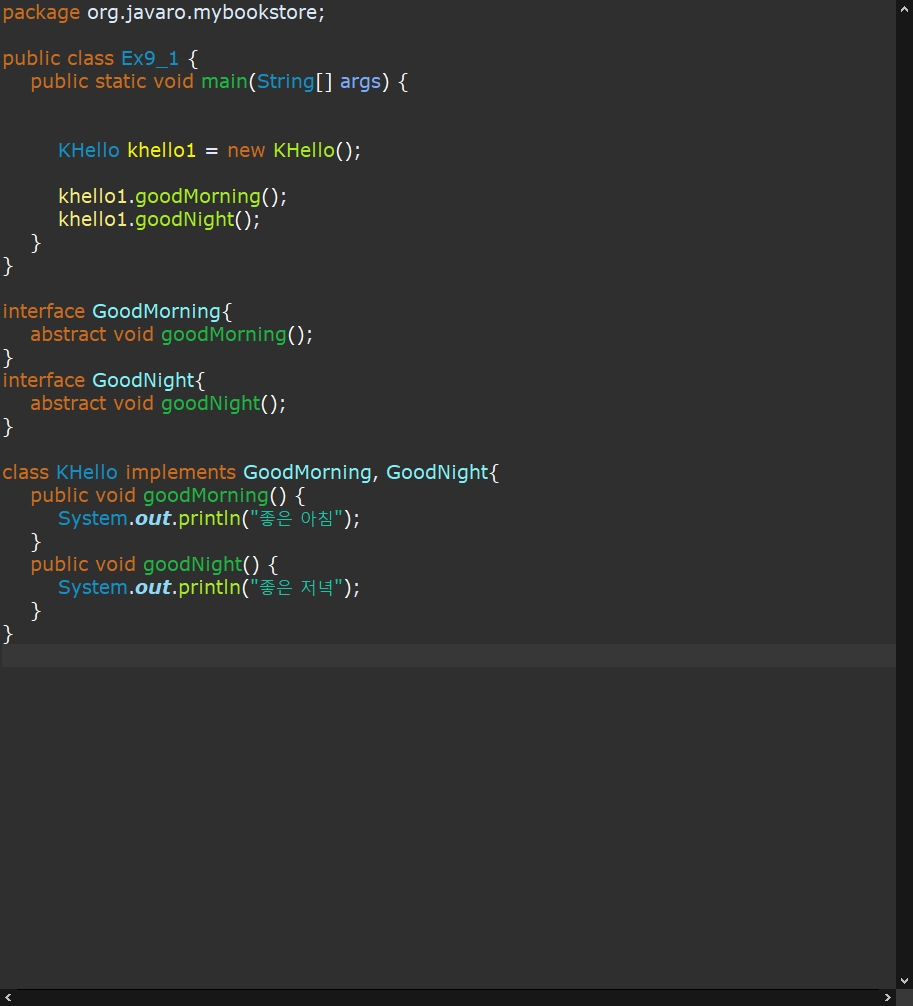 package org.javaro.mybookstore;
public class Ex9_1 {
public static void main(String[] args) {
KHello khello1 = new KHello();
khello1.goodMorning();
khello1.goodNight();
}
}
interface GoodMorning{
abstract void goodMorning();
}
interface GoodNight{
abstract void goodNight();
}
class KHello implements GoodMorning, GoodNight{
public void goodMorning() {
System.out.println("좋은 아침");
}
public void goodNight() {
System.out.println("좋은 저녁");
}
}